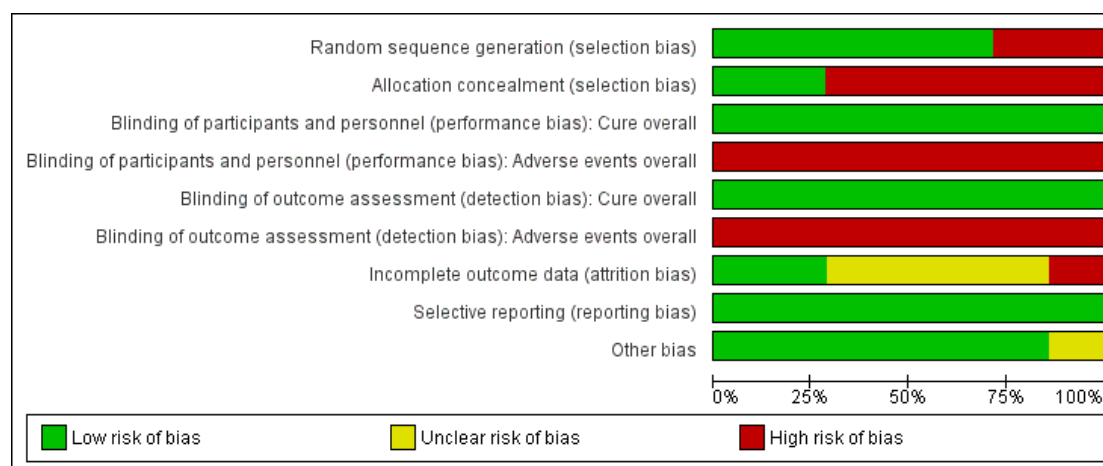 Random sequence generation (selection bias)
Allocation concealment (selection bias)
Blinding of participants and personnel (performance bias): Cure overall
Blinding of participants and personnel (performance bias): Adverse events overall
Blinding of outcome assessment (detection bias): Cure overall
Blinding of outcome assessment (detection bias): Adverse events overall
Incomplete outcome data (attrition bias)
Selective reporting (reporting bias)
Other bias
0% 25% 50% 75% 100%
Low risk of bias Unclear risk of bias High risk of bias